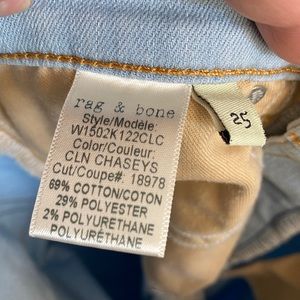 rag & bone
Style/Modèle:
W1502K122CLC
Color/Couleur:
CLN CHASEYS
Cut/Coupe#: 18978
69% COTTON/COTON
29% POLYESTER
2% POLYURETHANE
POLYURÉTHANE
25